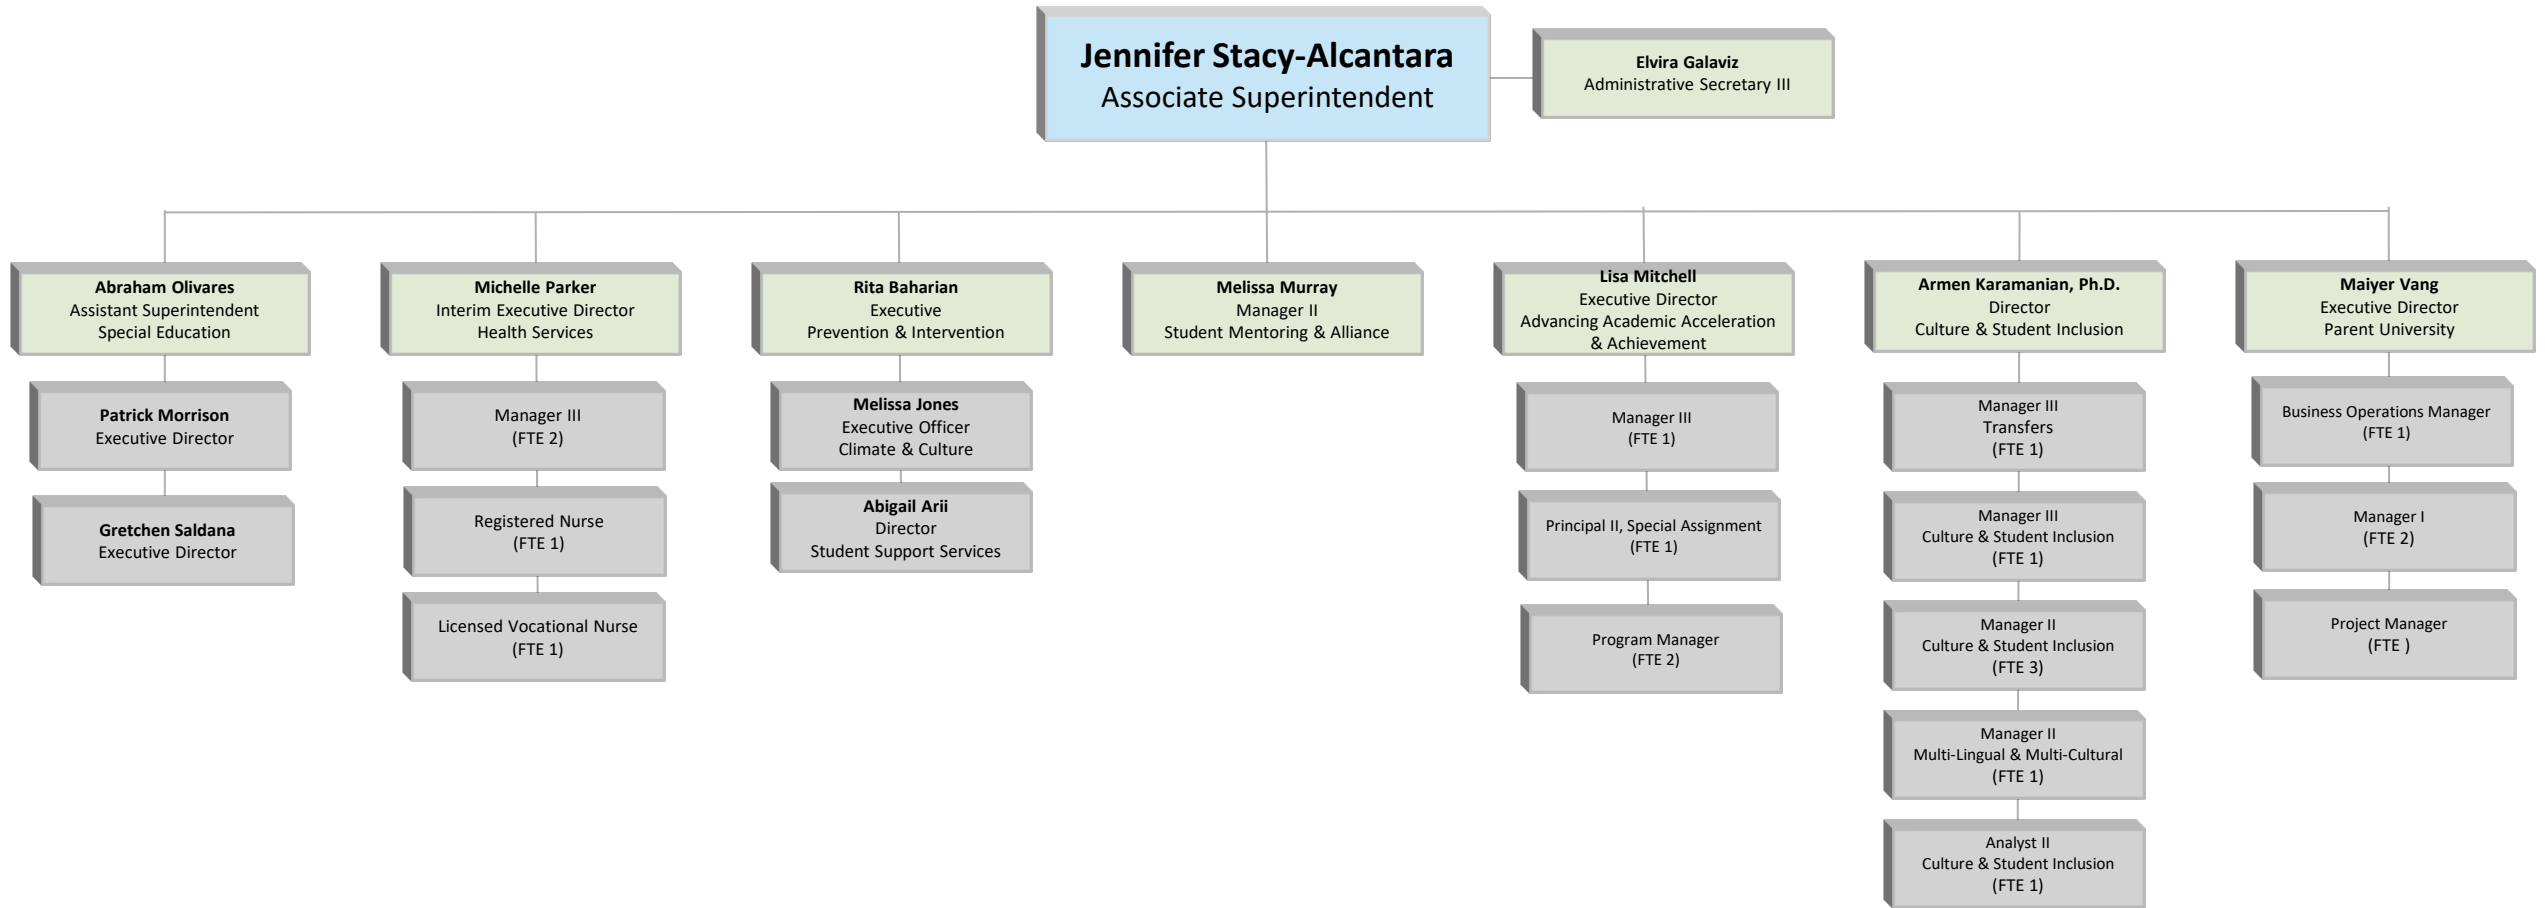 Jennifer Stacy-Alcantara
Associate Superintendent
Elvira Galaviz
Administrative Secretary III
Abraham Olivares
Assistant Superintendent
Special Education
Patrick Morrison
Executive Director
Gretchen Saldana
Executive Director
Michelle Parker
Interim Executive Director
Health Services
Manager III
(FTE 2)
Registered Nurse
(FTE 1)
Licensed Vocational Nurse
(FTE 1)
Rita Baharian
Executive
Prevention & Intervention
Melissa Jones
Executive Officer
Climate & Culture
Abigail Arii
Director
Student Support Services
Melissa Murray
Manager II
Student Mentoring & Alliance
Lisa Mitchell
Executive Director
Advancing Academic Acceleration
& Achievement
Manager III
(FTE 1)
Principal II, Special Assignment
(FTE 1)
Program Manager
(FTE 2)
Armen Karamanian, Ph.D.
Director
Culture & Student Inclusion
Manager III
Transfers
(FTE 1)
Manager III
Culture & Student Inclusion
(FTE 1)
Manager II
Culture & Student Inclusion
(FTE 3)
Manager II
Multi-Lingual & Multi-Cultural
(FTE 1)
Analyst II
Culture & Student Inclusion
(FTE 1)
Maiyer Vang
Executive Director
Parent University
Business Operations Manager
(FTE 1)
Manager I
(FTE 2)
Project Manager
(FTE )